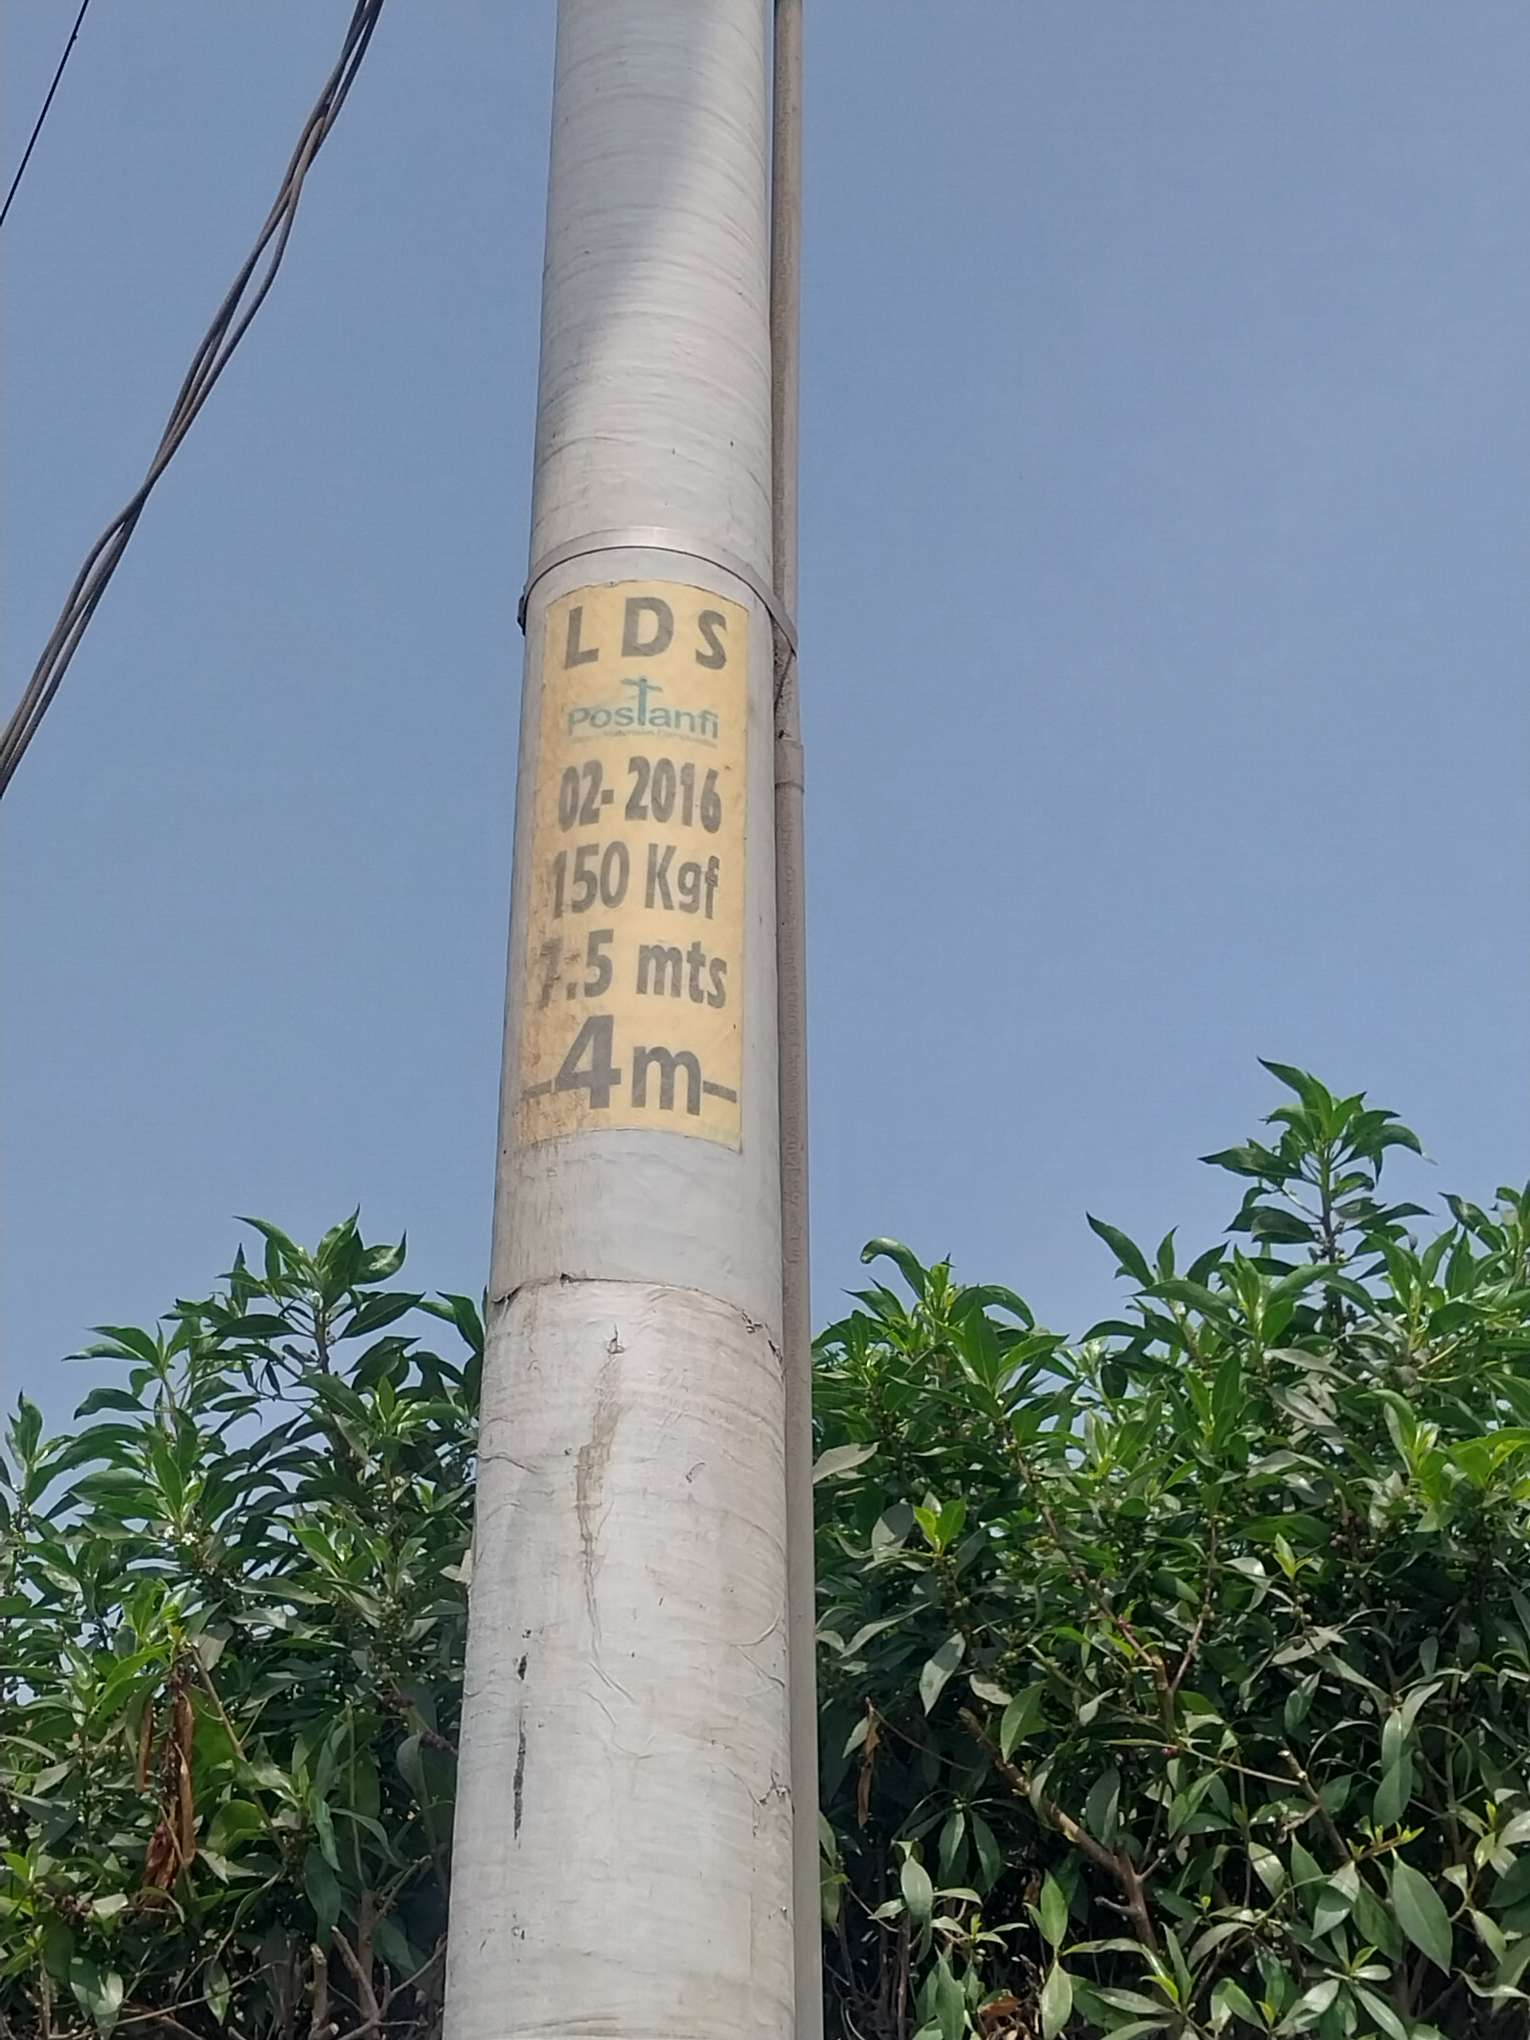 LDS
Postanfi
02-2016
150 Kgf
7.5 mts
-4m-